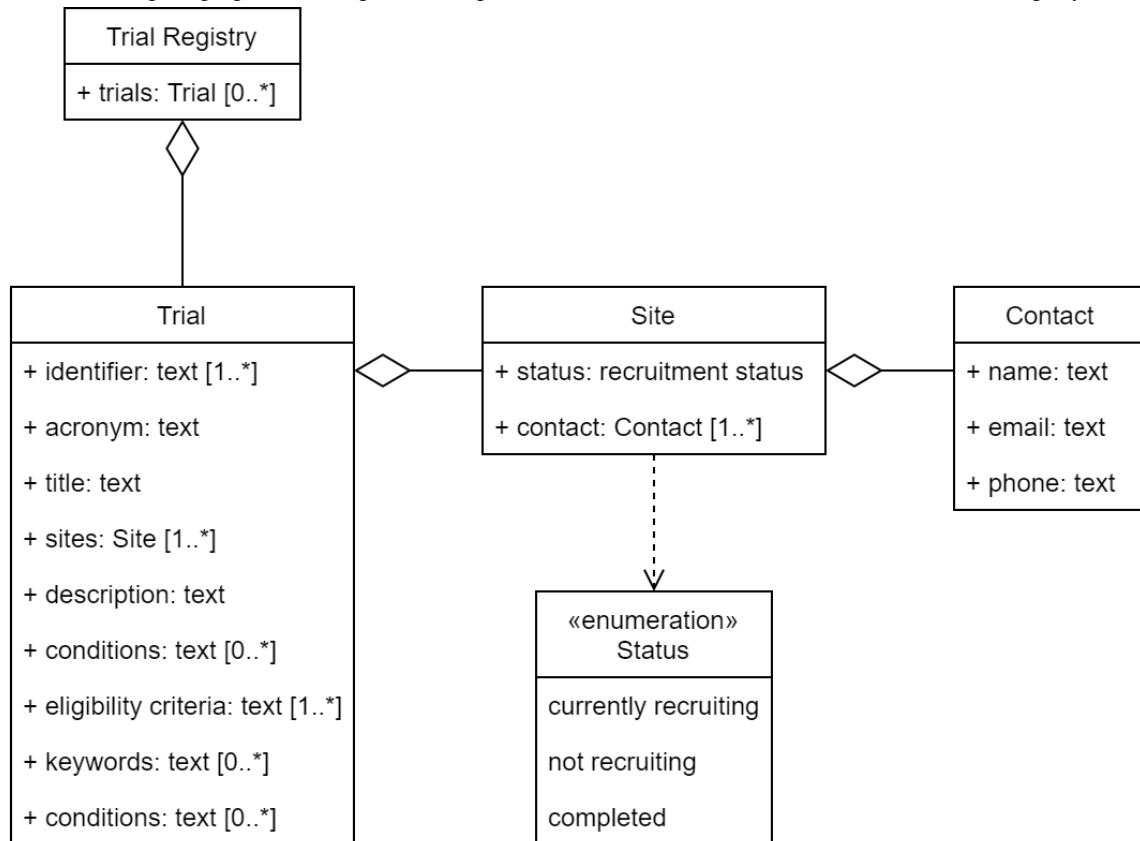 Trial Registry
+ trials: Trial [0..*]
Trial
+ identifier: text [1..*]
+ acronym: text
+ title: text
+ sites: Site [1..*]
+ description: text
+ conditions: text [0..*]
+ eligibility criteria: text [1..*]
+ keywords: text [0..*]
+ conditions: text [0..*]
Site
+ status: recruitment status
+ contact: Contact [1..*]
Contact
+ name: text
+ email: text
+ phone: text
«enumeration»
Status
currently recruiting
not recruiting
completed